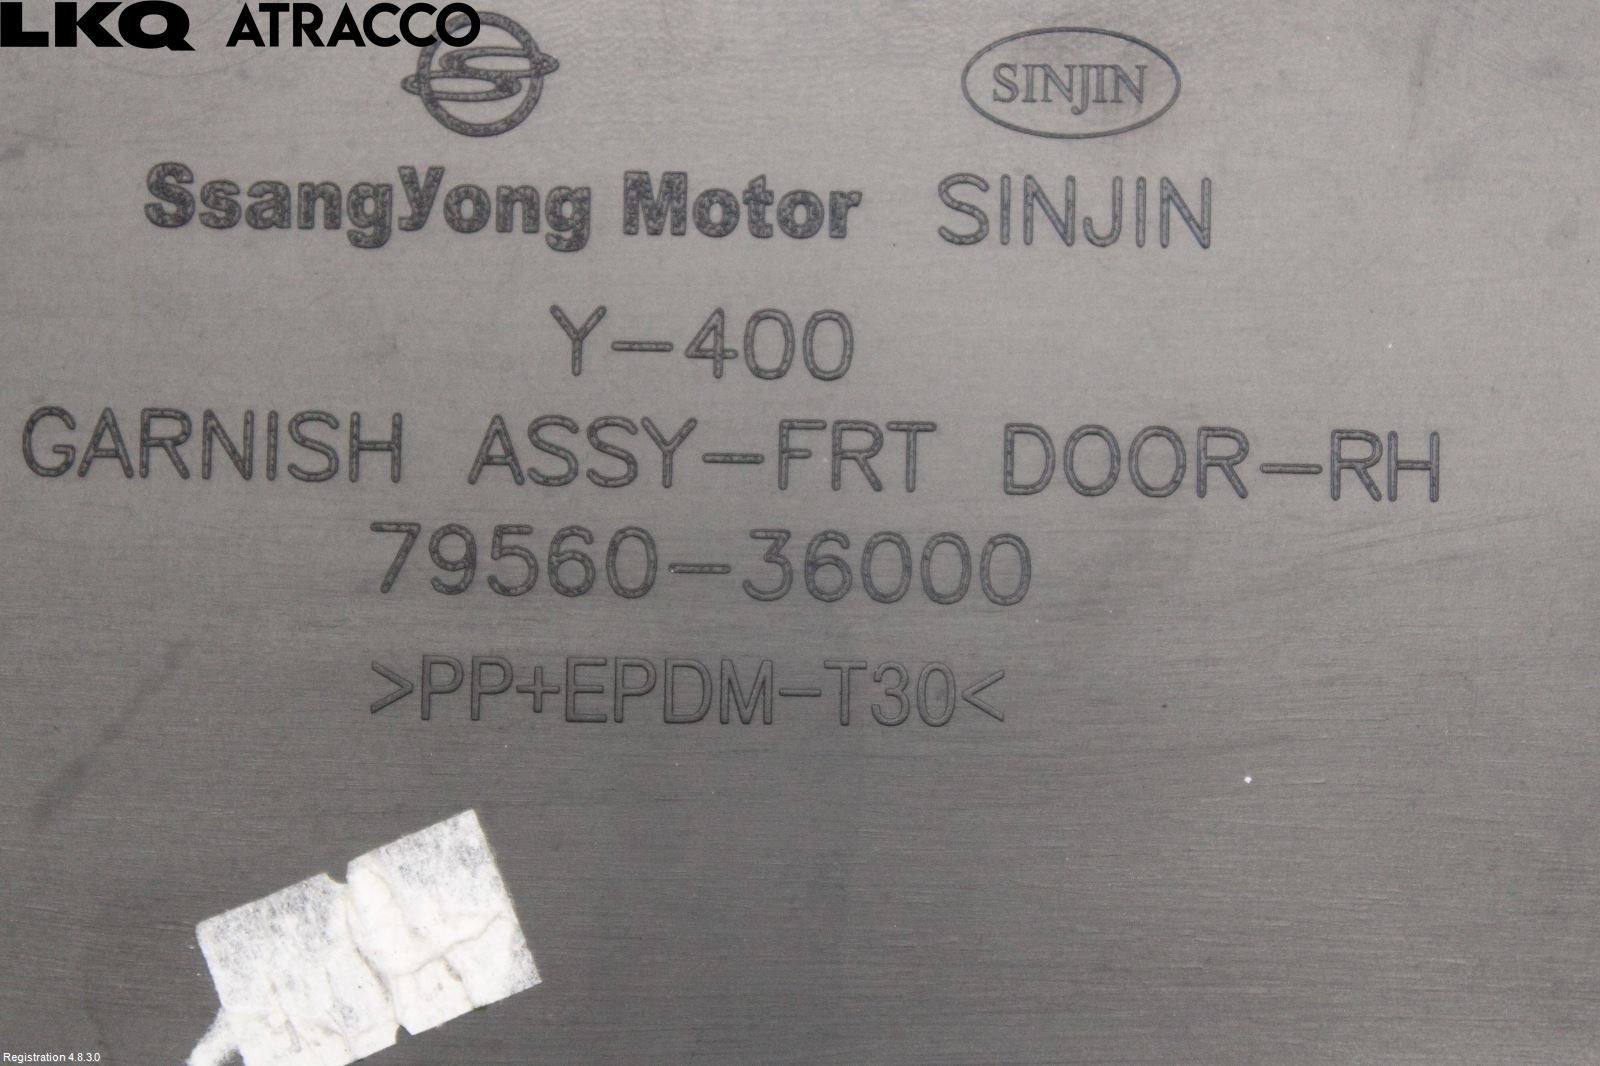 LKQ ATRACCO
SINJIN
SsangYong Motor SINJIN
Y-400
GARNISH ASSY-FRT DOOR-RH
79560-36000
>PP+EPDM-T30<
Registration 4.8.3.0